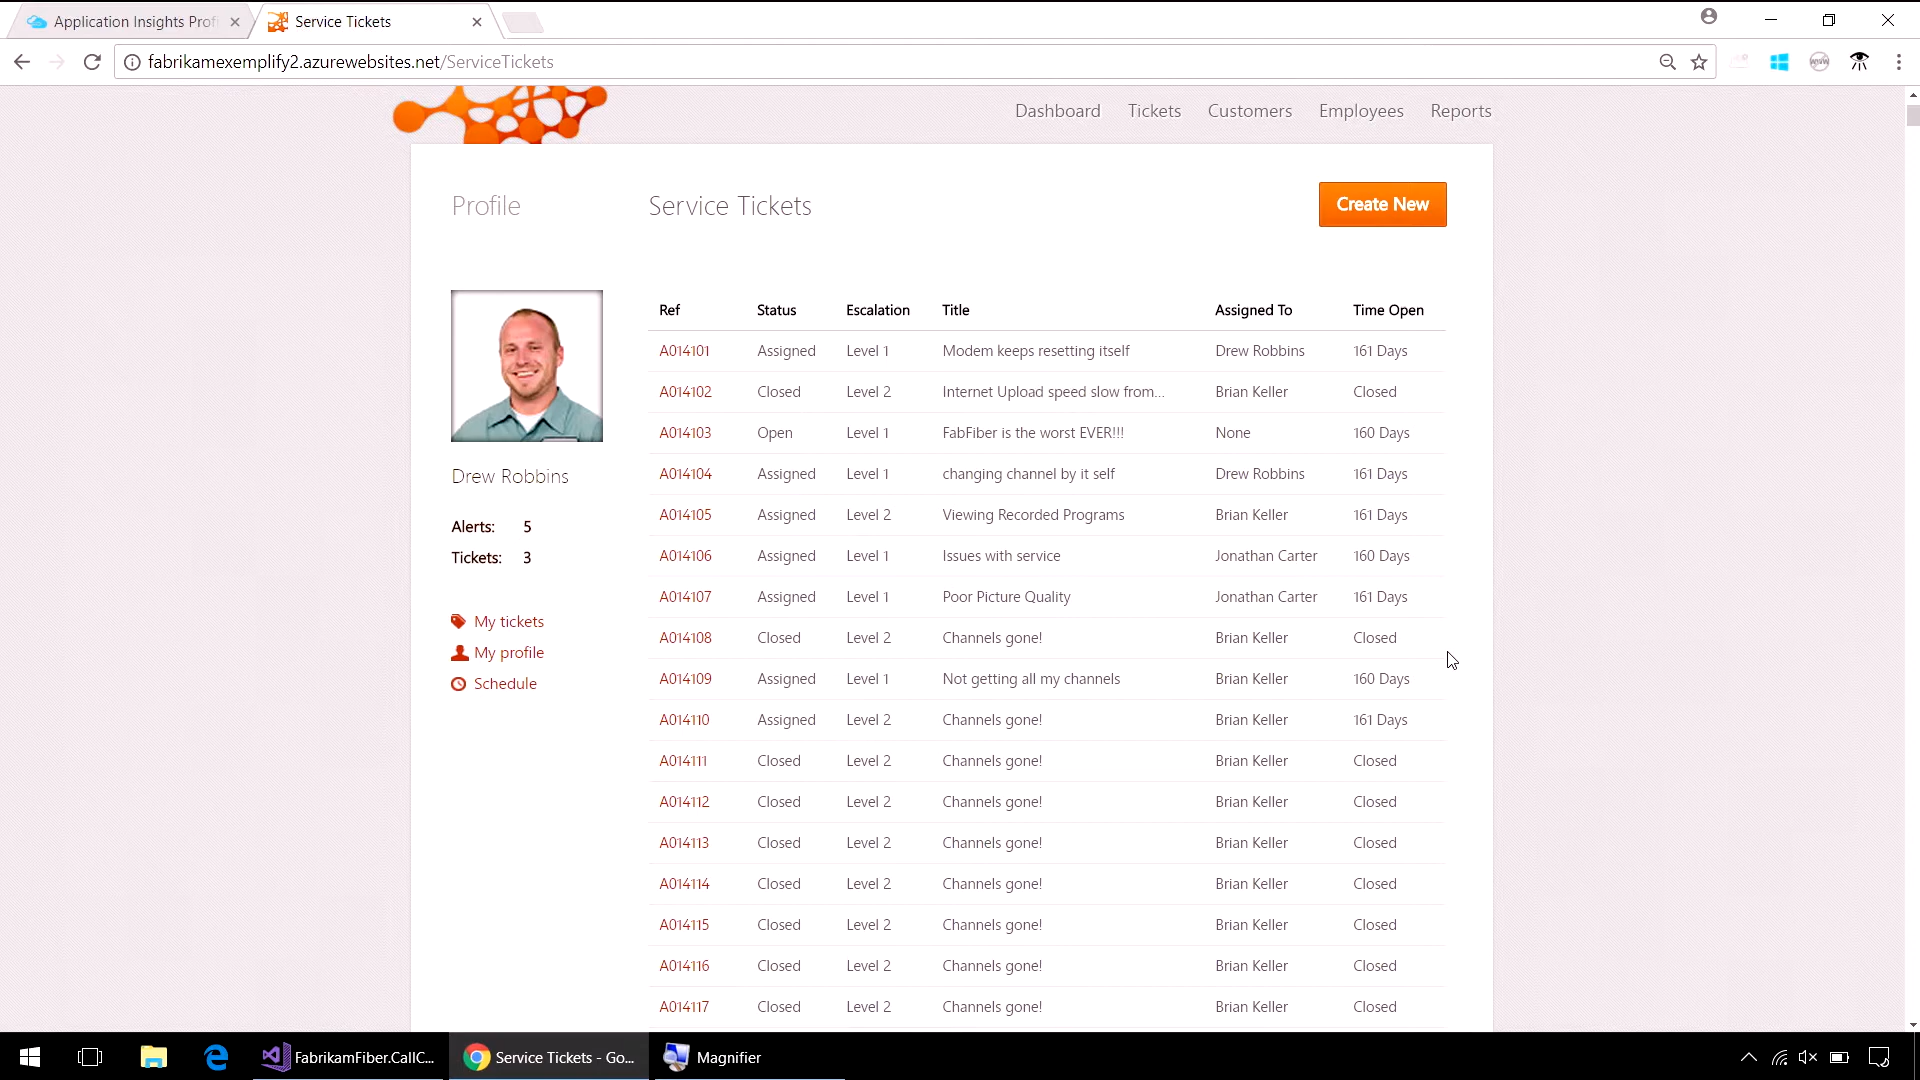 Application Insights Prof
Service Tickets
fabrikamexemplify2.azurewebsites.net/ServiceTickets
Dashboard Tickets Customers Employees Reports
Profile
Service Tickets
Create New
Drew Robbins
Alerts: 5
Tickets: 3
My tickets
My profile
Schedule
Ref Status Escalation Title Assigned To Time Open
A014101 Assigned Level 1 Modem keeps resetting itself Drew Robbins 161 Days
A014102 Closed Level 2 Internet Upload speed slow from... Brian Keller Closed
A014103 Open Level 1 FabFiber is the worst EVER!!! None 160 Days
A014104 Assigned Level 1 changing channel by it self Drew Robbins 161 Days
A014105 Assigned Level 2 Viewing Recorded Programs Brian Keller 161 Days
A014106 Assigned Level 1 Issues with service Jonathan Carter 160 Days
A014107 Assigned Level 1 Poor Picture Quality Jonathan Carter 161 Days
A014108 Closed Level 2 Channels gone! Brian Keller Closed
A014109 Assigned Level 1 Not getting all my channels Brian Keller 160 Days
A014110 Assigned Level 2 Channels gone! Brian Keller 161 Days
A014111 Closed Level 2 Channels gone! Brian Keller Closed
A014112 Closed Level 2 Channels gone! Brian Keller Closed
A014113 Closed Level 2 Channels gone! Brian Keller Closed
A014114 Closed Level 2 Channels gone! Brian Keller Closed
A014115 Closed Level 2 Channels gone! Brian Keller Closed
A014116 Closed Level 2 Channels gone! Brian Keller Closed
A014117 Closed Level 2 Channels gone! Brian Keller Closed
FabrikamFiber.CallC...
Service Tickets - Go...
Magnifier